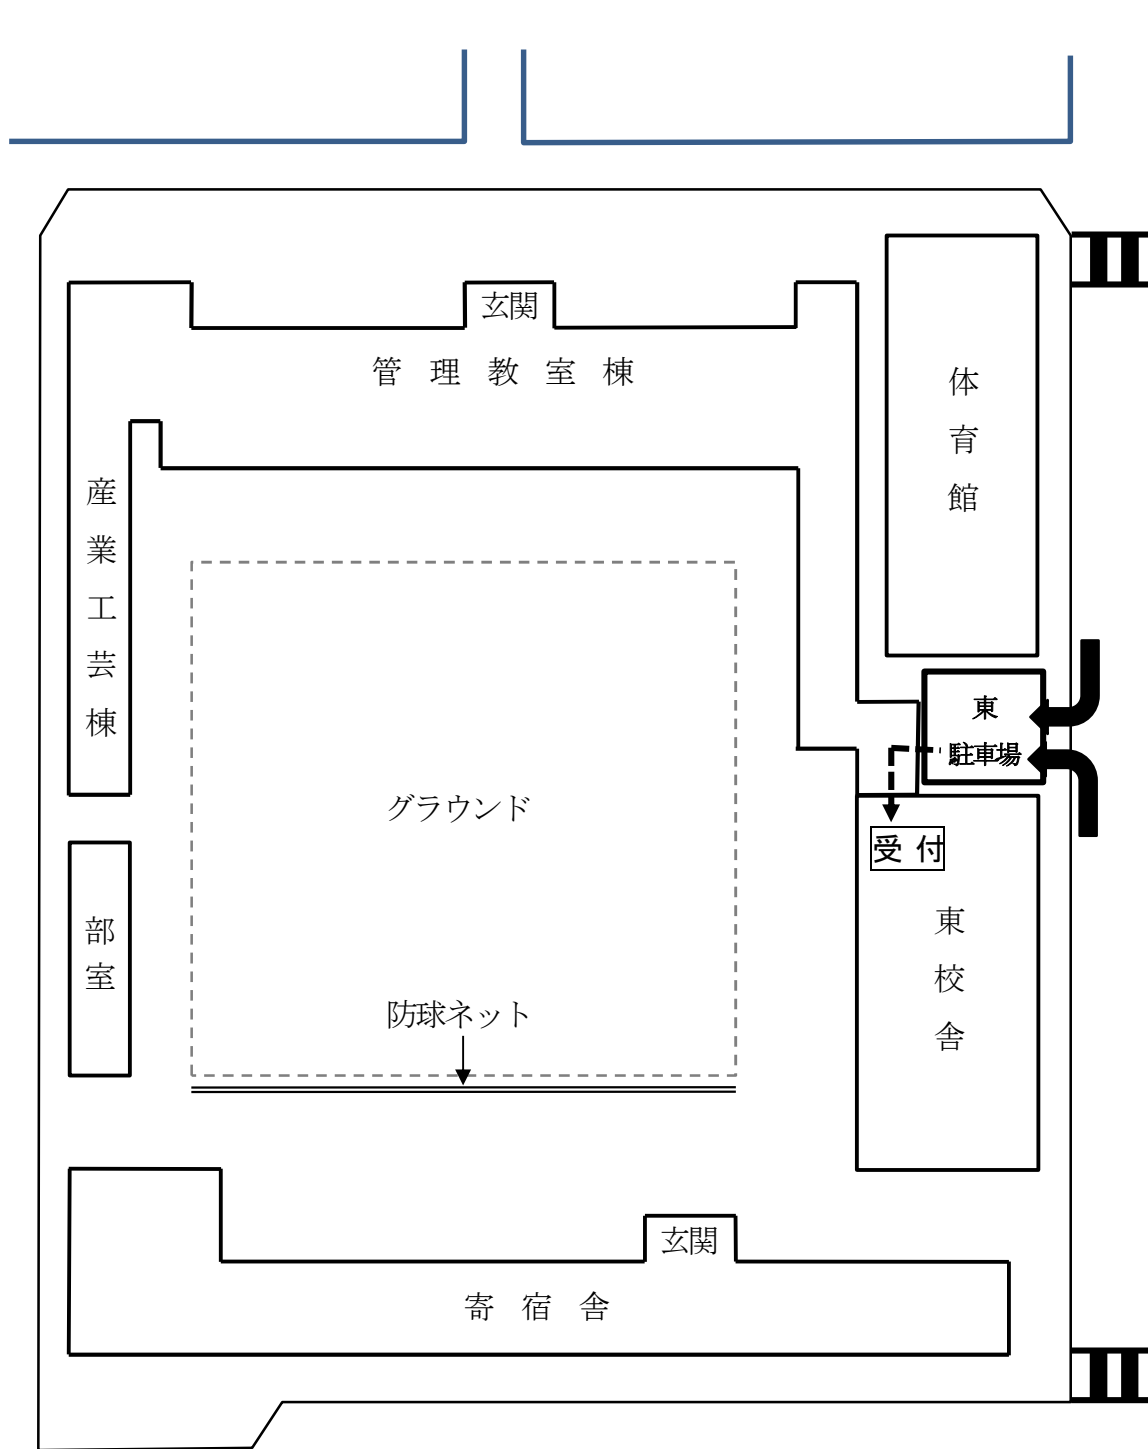 玄関
管理教室棟
体育館
産業工芸棟
東
駐車場
グラウンド
受付
部室
東校舎
防球ネット
玄関
寄宿舎